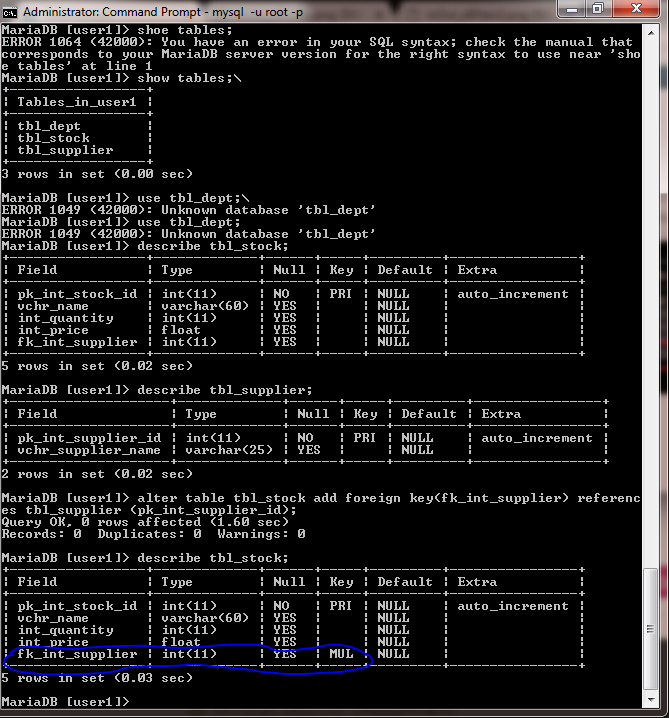 Administrator: Command Prompt - mysql -u root -p
MariaDB [user1]> shoe tables;
ERROR 1064 (42000): You have an error in your SQL syntax; check the manual that
corresponds to your MariaDB server version for the right syntax to use near 'sho
e tables' at line 1
MariaDB [user1]> show tables;\
+-----------------+
| Tables_in_user1 |
+-----------------+
| tbl_dept        |
| tbl_stock       |
| tbl_supplier    |
+-----------------+
3 rows in set (0.00 sec)
MariaDB [user1]> use tbl_dept;\
ERROR 1049 (42000): Unknown database 'tbl_dept'
MariaDB [user1]> use tbl_dept;
ERROR 1049 (42000): Unknown database 'tbl_dept'
MariaDB [user1]> describe tbl_stock;
+-----------------+-------------+------+-----+---------+----------------+
| Field           | Type        | Null | Key | Default | Extra          |
+-----------------+-------------+------+-----+---------+----------------+
| pk_int_stock_id | int(11)     | NO   | PRI | NULL    | auto_increment |
| vchr_name       | varchar(60) | YES  |     | NULL    |                |
| int_quantity    | int(11)     | YES  |     | NULL    |                |
| int_price       | float       | YES  |     | NULL    |                |
| fk_int_supplier | int(11)     | YES  |     | NULL    |                |
+-----------------+-------------+------+-----+---------+----------------+
5 rows in set (0.02 sec)
MariaDB [user1]> describe tbl_supplier;
+--------------------+-------------+------+-----+---------+----------------+
| Field              | Type        | Null | Key | Default | Extra          |
+--------------------+-------------+------+-----+---------+----------------+
| pk_int_supplier_id | int(11)     | NO   | PRI | NULL    | auto_increment |
| vchr_supplier_name | varchar(25) | YES  |     | NULL    |                |
+--------------------+-------------+------+-----+---------+----------------+
2 rows in set (0.02 sec)
MariaDB [user1]> alter table tbl_stock add foreign key(fk_int_supplier) referenc
es tbl_supplier (pk_int_supplier_id);
Query OK, 0 rows affected (1.60 sec)
Records: 0  Duplicates: 0  Warnings: 0
MariaDB [user1]> describe tbl_stock;
+-----------------+-------------+------+-----+---------+----------------+
| Field           | Type        | Null | Key | Default | Extra          |
+-----------------+-------------+------+-----+---------+----------------+
| pk_int_stock_id | int(11)     | NO   | PRI | NULL    | auto_increment |
| vchr_name       | varchar(60) | YES  |     | NULL    |                |
| int_quantity    | int(11)     | YES  |     | NULL    |                |
| int_price       | float       | YES  |     | NULL    |                |
| fk_int_supplier | int(11)     | YES  | MUL | NULL    |                |
+-----------------+-------------+------+-----+---------+----------------+
5 rows in set (0.03 sec)
MariaDB [user1]>